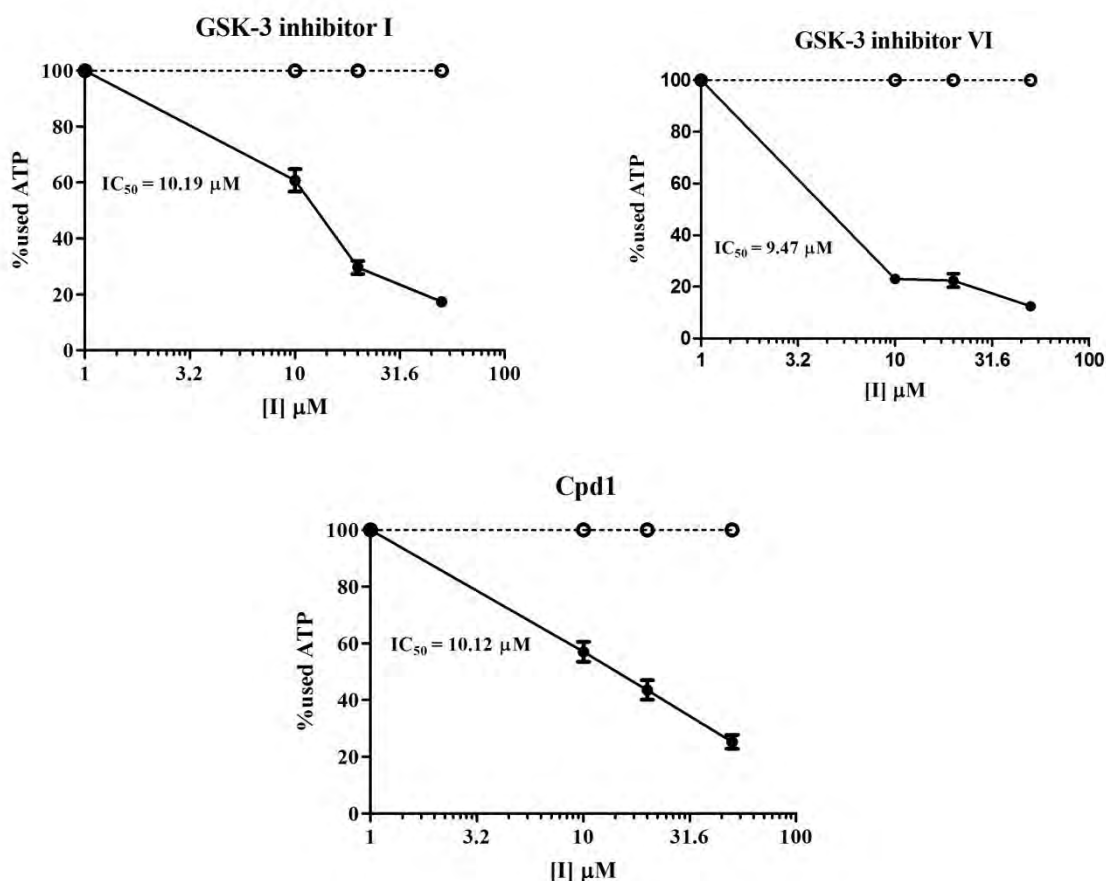 GSK-3 inhibitor I
100
80
60
40
20
0
%used ATP
IC₅₀ = 10.19 μM
1 3.2 10 31.6 100
[I] μM
GSK-3 inhibitor VI
100
80
60
40
20
0
%used ATP
IC₅₀ = 9.47 μM
1 3.2 10 31.6 100
[I] μM
Cpd1
100
80
60
40
20
0
%used ATP
IC₅₀ = 10.12 μM
1 3.2 10 31.6 100
[I] μM